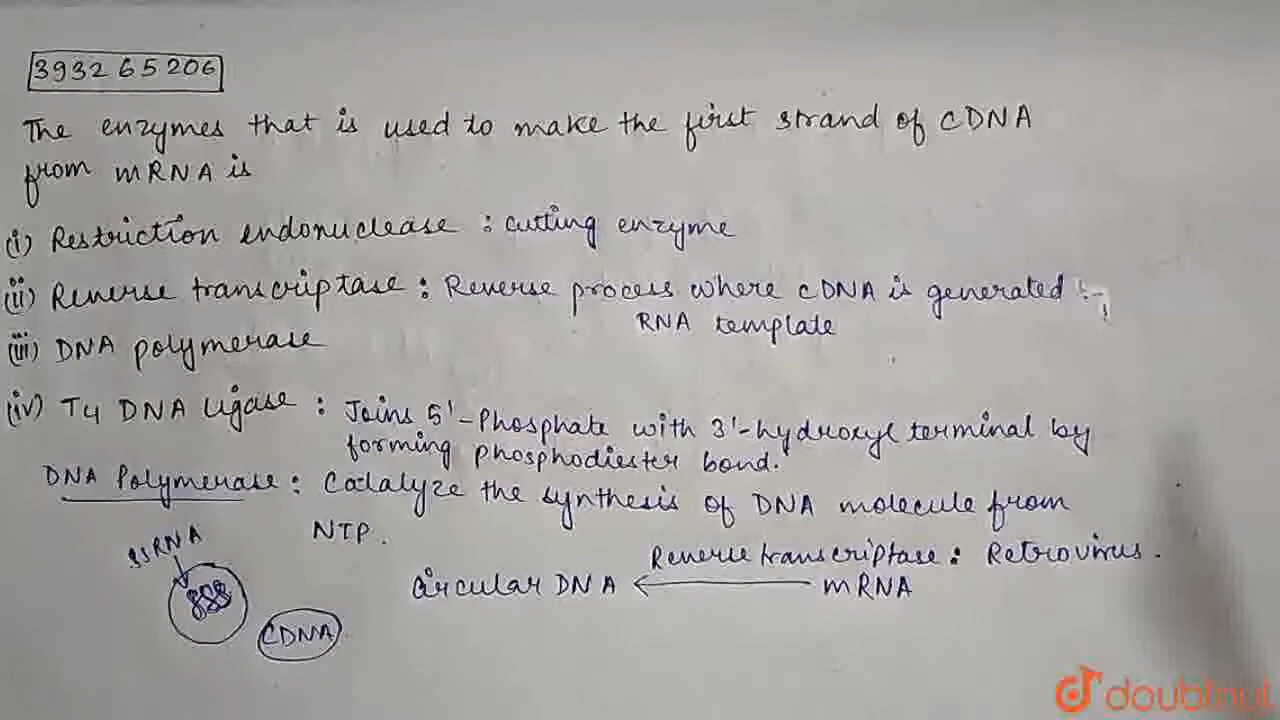 393265206
The enzymes that is used to make the first strand of CDNA
from mRNA is
(i) Restriction endonuclease : cutting enzyme
(ii) Reverse transcriptase : Reverse process where cDNA is generated
RNA template
(iii) DNA polymerase
(iv) T4 DNA ligase : Joins 5'-Phosphate with 3'-hydroxyl terminal by
forming phosphodiester bond.
DNA Polymerase : Catalyze the synthesis of DNA molecule from
NTP.
ssRNA
Reverse transcriptase : Retrovirus.
Circular DNA ← mRNA
CDNA
doubtnut